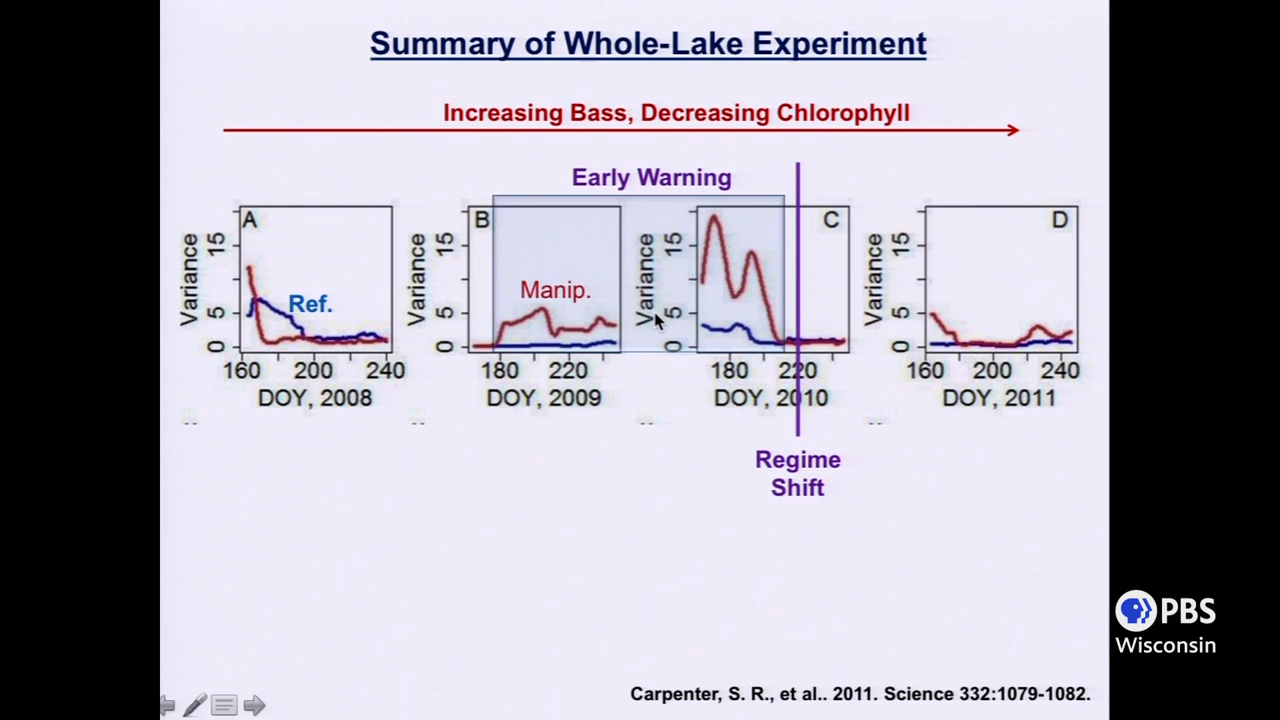 Summary of Whole-Lake Experiment
Increasing Bass, Decreasing Chlorophyll
Early Warning
A
B
C
D
Variance
15
5
0
Ref.
160 200 240
DOY, 2008
Variance
15
5
0
Manip.
180 220
DOY, 2009
Variance
15
5
0
180 220
DOY, 2010
Variance
15
5
0
160 200 240
DOY, 2011
Regime
Shift
PBS
Wisconsin
Carpenter, S. R., et al.. 2011. Science 332:1079-1082.